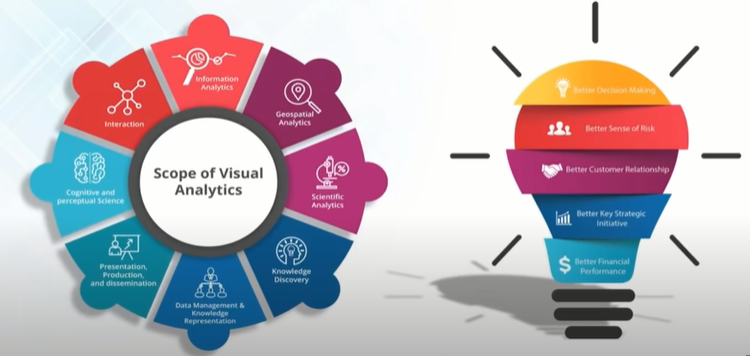 Scope of Visual
Analytics
Information
Analytics
Geospatial
Analytics
Scientific
Analytics
Knowledge
Discovery
Data Management &
Knowledge
Representation
Presentation,
Production,
and dissemination
Cognitive and
perceptual Science
Interaction
Better Decision Making
Better Sense of Risk
Better Customer Relationship
Better Key Strategic
Initiative
$ Better Financial
Performance